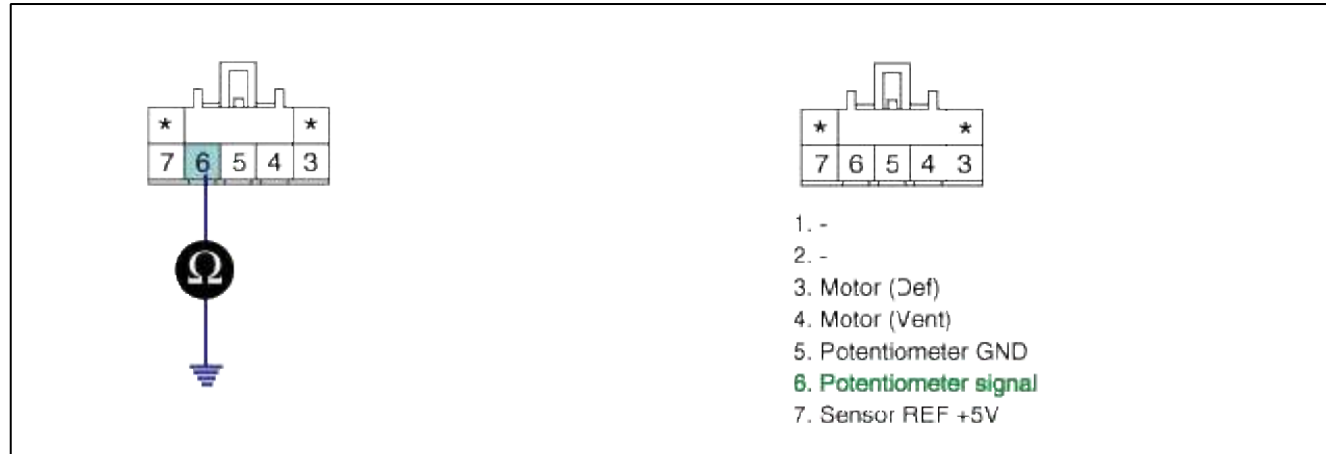 * *
7 6 5 4 3
Ω
* *
7 6 5 4 3
1. -
2. -
3. Motor (Def)
4. Motor (Vent)
5. Potentiometer GND
6. Potentiometer signal
7. Sensor REF +5V